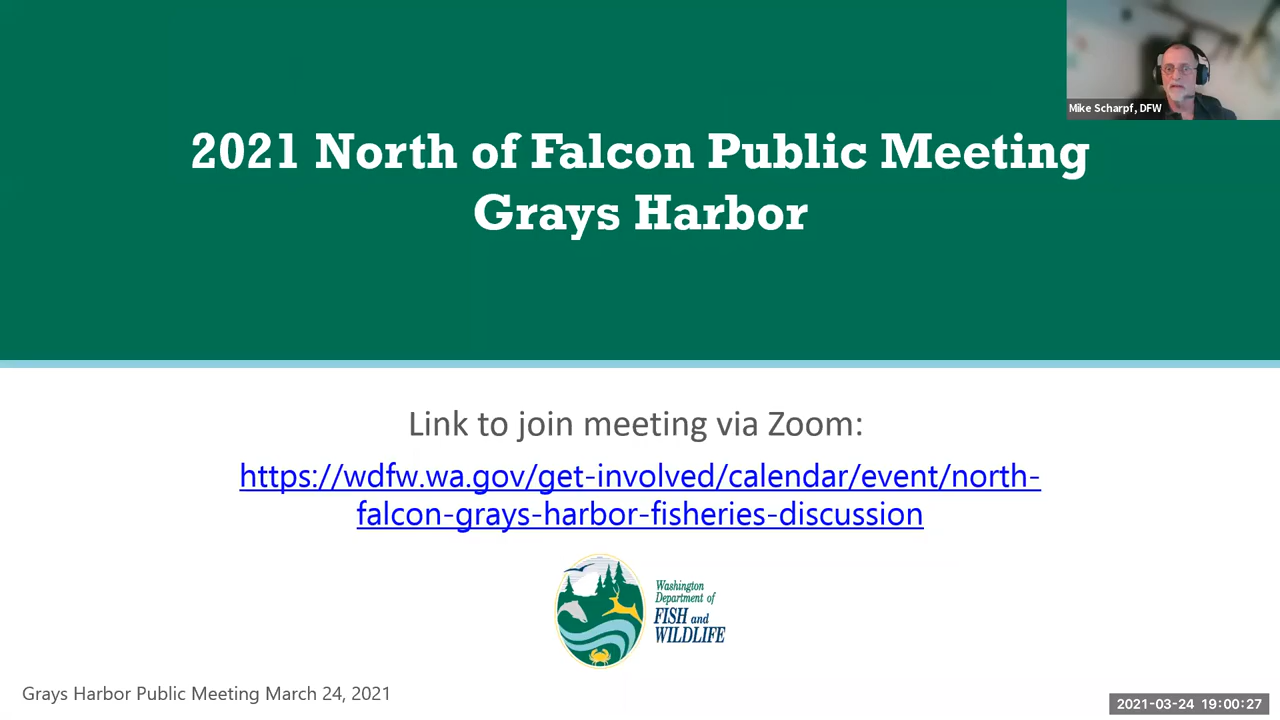 Mike Scharpf, DFW
2021 North of Falcon Public Meeting
Grays Harbor
Link to join meeting via Zoom:
https://wdfw.wa.gov/get-involved/calendar/event/north-
falcon-grays-harbor-fisheries-discussion
Washington
Department of
FISH and
WILDLIFE
Grays Harbor Public Meeting March 24, 2021
2021-03-24 19:00:27